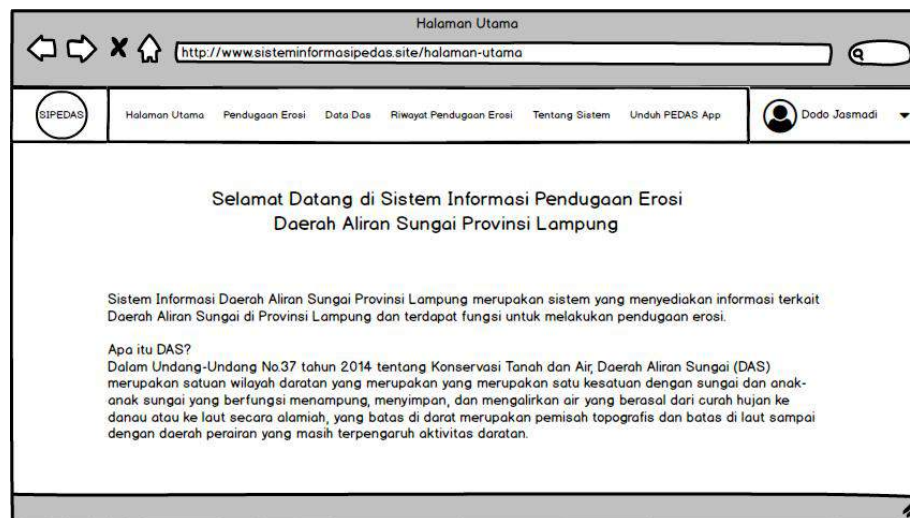 Halaman Utama
http://www.sisteminformasipedas.site/halaman-utama
SIPEDAS
Halaman Utama
Pendugaan Erosi
Data Das
Riwayat Pendugaan Erosi
Tentang Sistem
Unduh PEDAS App
Dodo Jasmadi
Selamat Datang di Sistem Informasi Pendugaan Erosi
Daerah Aliran Sungai Provinsi Lampung
Sistem Informasi Daerah Aliran Sungai Provinsi Lampung merupakan sistem yang menyediakan informasi terkait
Daerah Aliran Sungai di Provinsi Lampung dan terdapat fungsi untuk melakukan pendugaan erosi.
Apa itu DAS?
Dalam Undang-Undang No.37 tahun 2014 tentang Konservasi Tanah dan Air, Daerah Aliran Sungai (DAS)
merupakan satuan wilayah daratan yang merupakan yang merupakan satu kesatuan dengan sungai dan anak-
anak sungai yang berfungsi menampung, menyimpan, dan mengalirkan air yang berasal dari curah hujan ke
danau atau ke laut secara alamiah, yang batas di darat merupakan pemisah topografis dan batas di laut sampai
dengan daerah perairan yang masih terpengaruh aktivitas daratan.